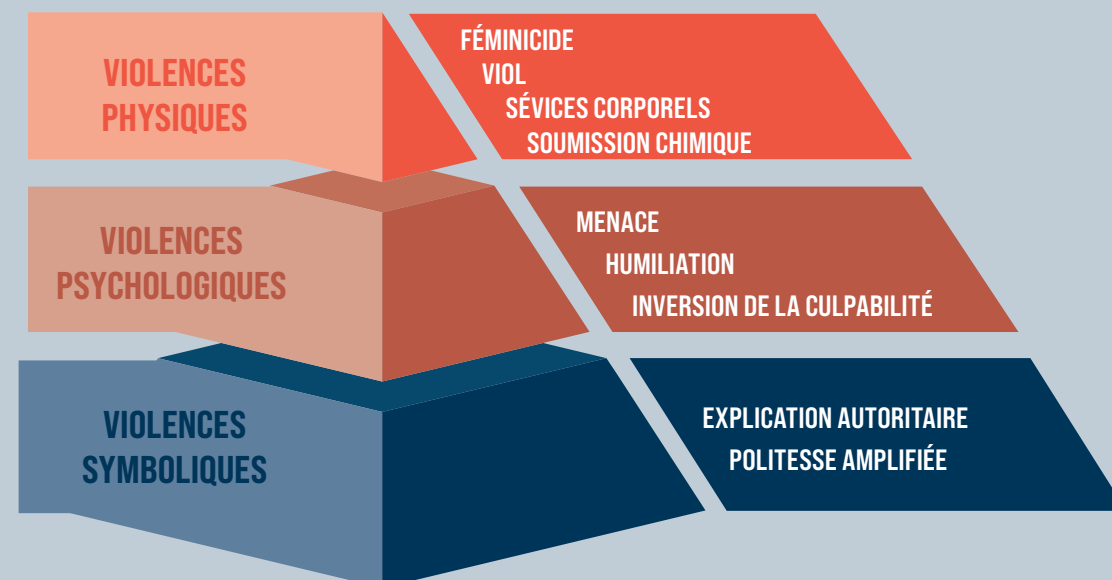 VIOLENCES
PHYSIQUES
FÉMINICIDE
VIOL
SÉVICES CORPORELS
SOUMISSION CHIMIQUE
VIOLENCES
PSYCHOLOGIQUES
MENACE
HUMILIATION
INVERSION DE LA CULPABILITÉ
VIOLENCES
SYMBOLIQUES
EXPLICATION AUTORITAIRE
POLITESSE AMPLIFIÉE